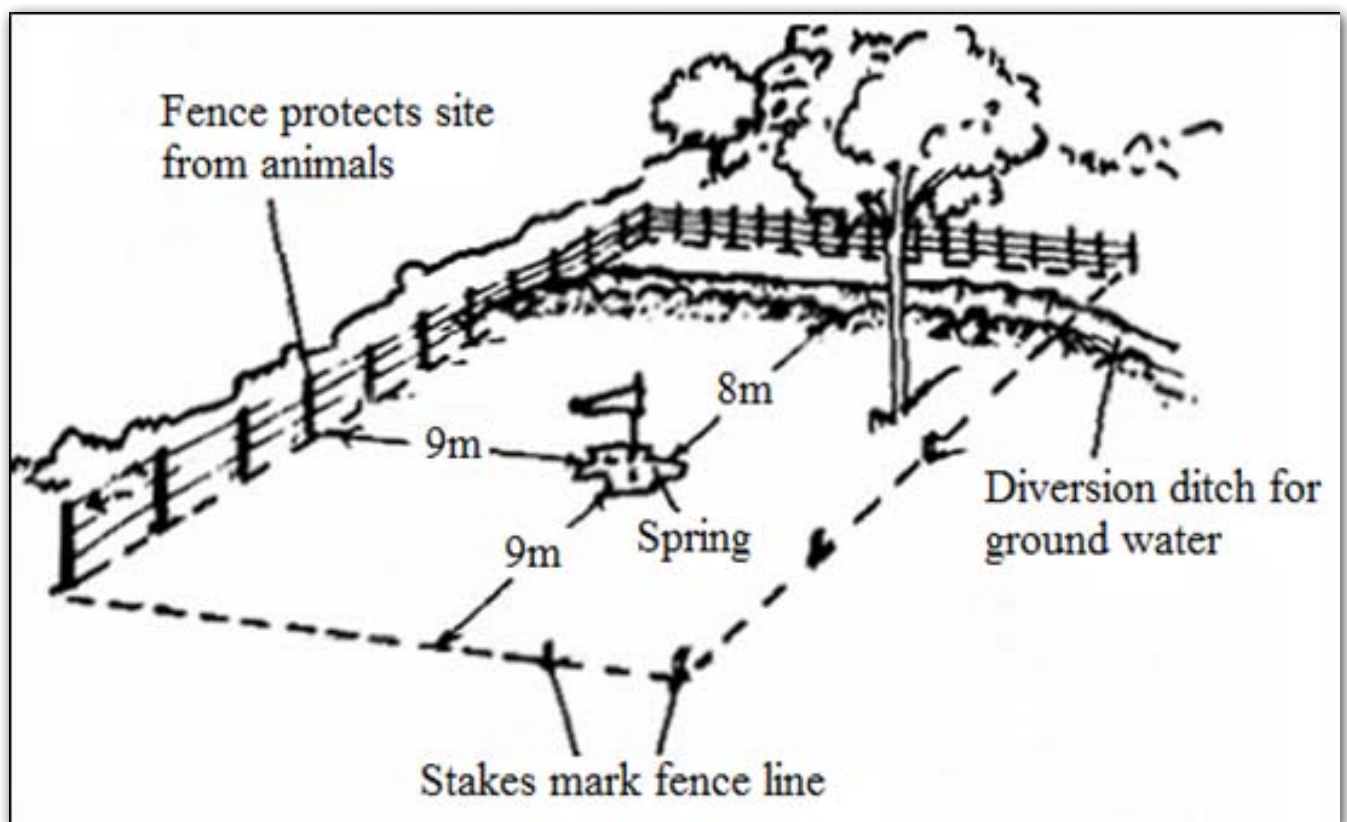 Fence protects site
from animals
8m
9m
9m
Spring
Diversion ditch for
ground water
Stakes mark fence line